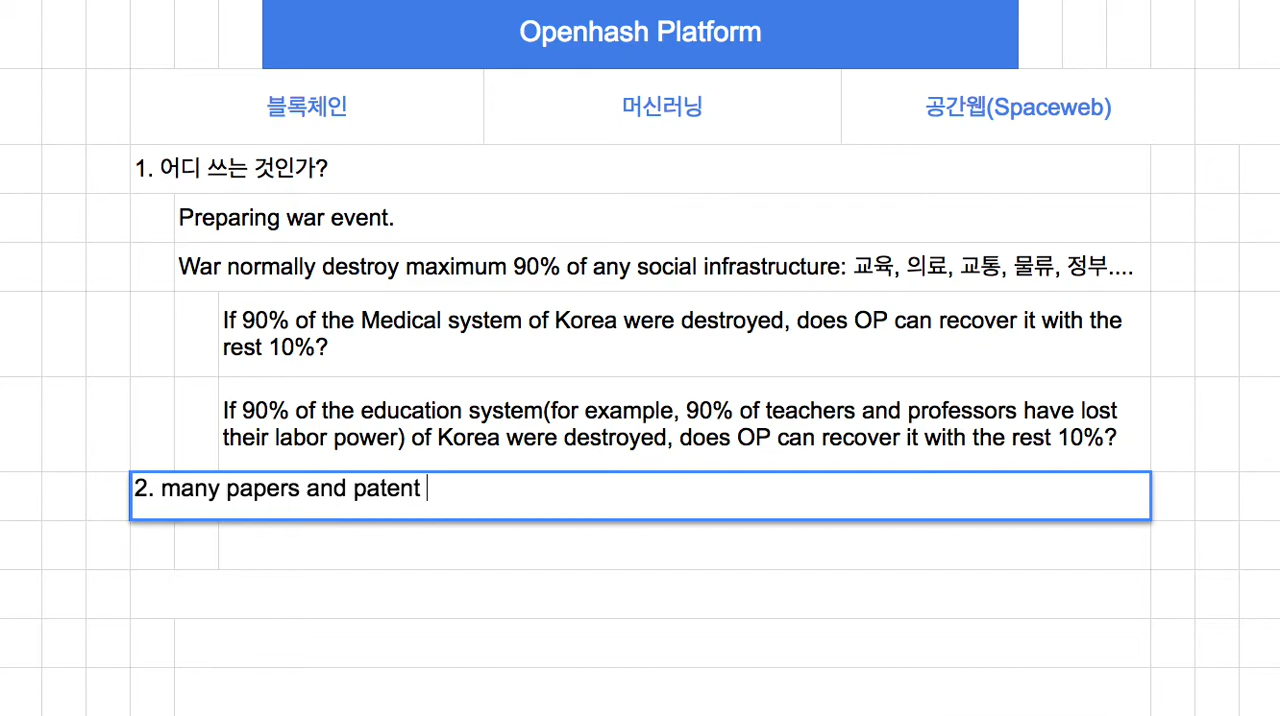 Openhash Platform
블록체인
머신러닝
공간웹(Spaceweb)
1. 어디 쓰는 것인가?
Preparing war event.
War normally destroy maximum 90% of any social infrastructure: 교육, 의료, 교통, 물류, 정부....
If 90% of the Medical system of Korea were destroyed, does OP can recover it with the
rest 10%?
If 90% of the education system(for example, 90% of teachers and professors have lost
their labor power) of Korea were destroyed, does OP can recover it with the rest 10%?
2. many papers and patent